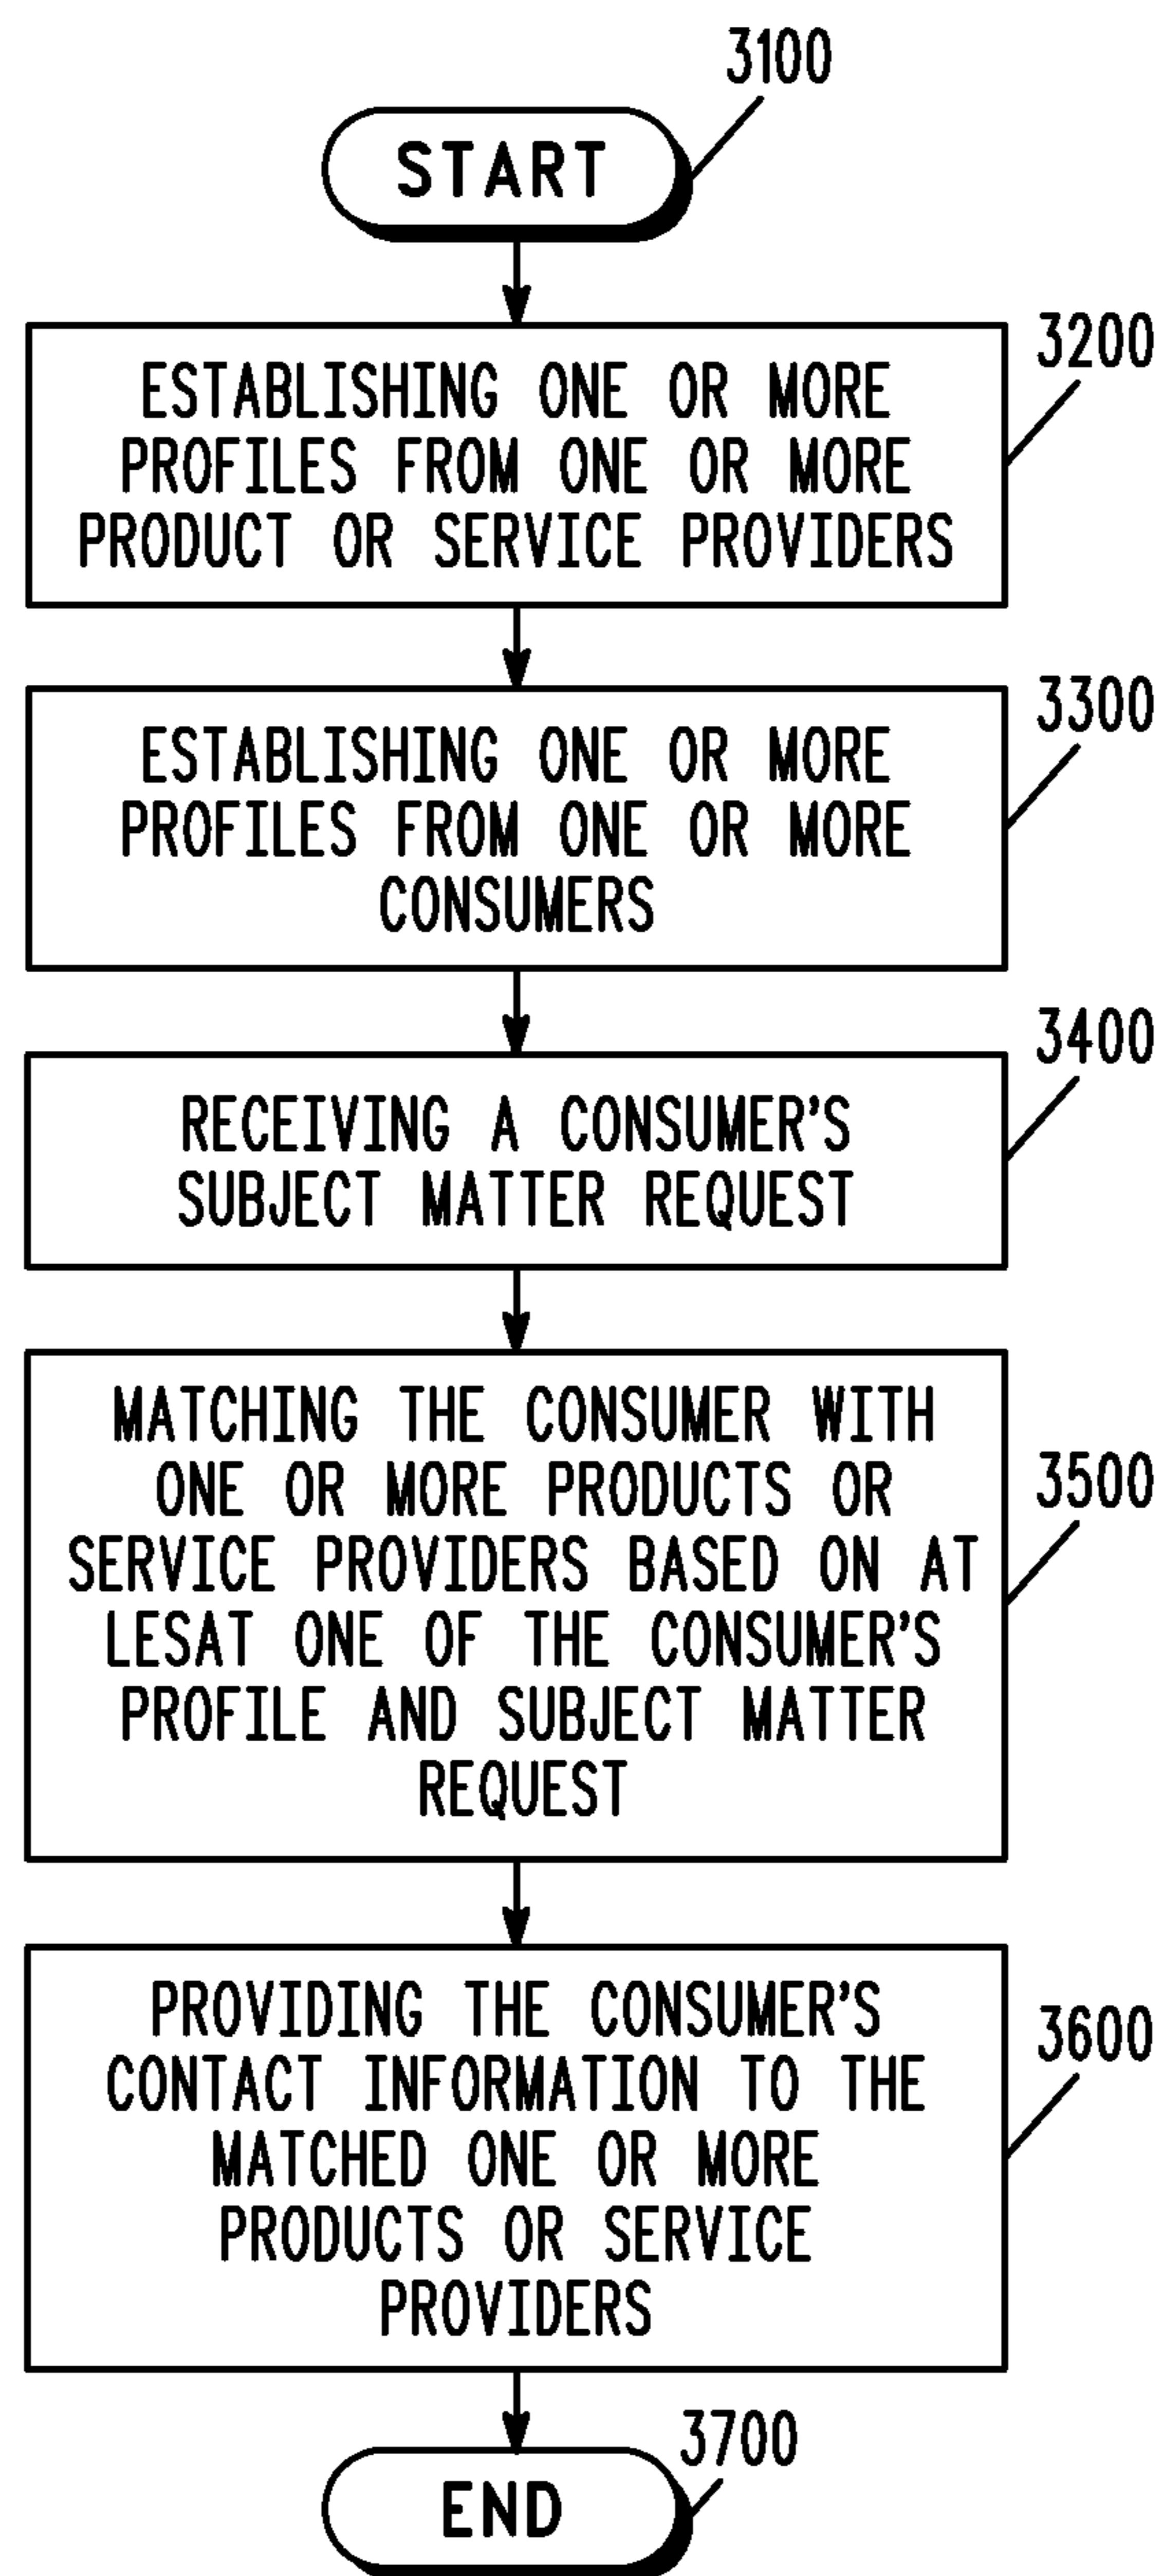 3100
START
3200
ESTABLISHING ONE OR MORE
PROFILES FROM ONE OR MORE
PRODUCT OR SERVICE PROVIDERS
3300
ESTABLISHING ONE OR MORE
PROFILES FROM ONE OR MORE
CONSUMERS
3400
RECEIVING A CONSUMER'S
SUBJECT MATTER REQUEST
3500
MATCHING THE CONSUMER WITH
ONE OR MORE PRODUCTS OR
SERVICE PROVIDERS BASED ON AT
LESAT ONE OF THE CONSUMER'S
PROFILE AND SUBJECT MATTER
REQUEST
3600
PROVIDING THE CONSUMER'S
CONTACT INFORMATION TO THE
MATCHED ONE OR MORE
PRODUCTS OR SERVICE
PROVIDERS
3700
END